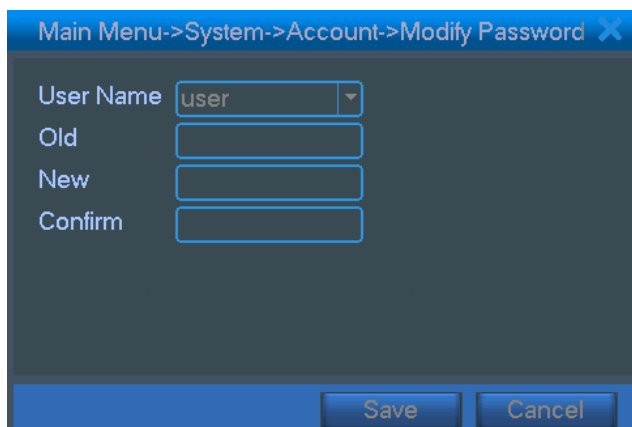 Main Menu->System->Account->Modify Password
User Name user
Old
New
Confirm
Save Cancel